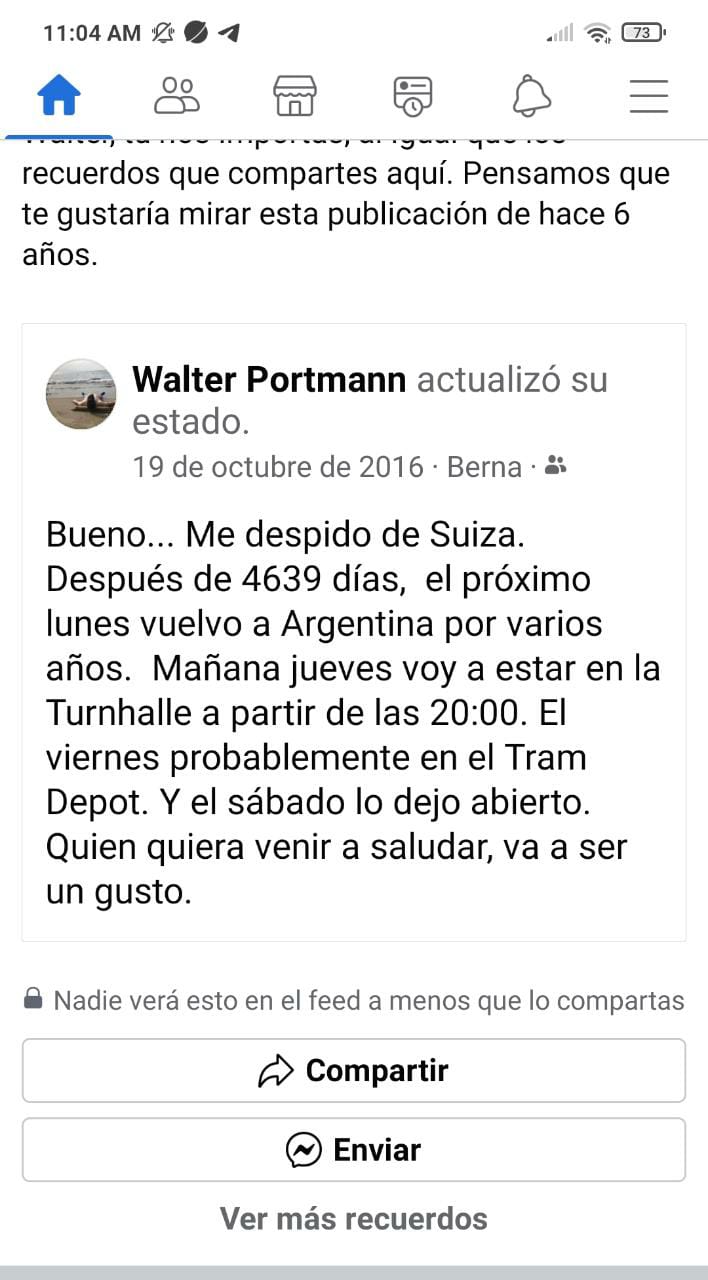 11:04 AM
73
recuerdos que compartes aquí. Pensamos que
te gustaría mirar esta publicación de hace 6
años.
Walter Portmann actualizó su
estado.
19 de octubre de 2016 · Berna ·
Bueno... Me despido de Suiza.
Después de 4639 días,  el próximo
lunes vuelvo a Argentina por varios
años.  Mañana jueves voy a estar en la
Turnhalle a partir de las 20:00. El
viernes probablemente en el Tram
Depot. Y el sábado lo dejo abierto.
Quien quiera venir a saludar, va a ser
un gusto.
Nadie verá esto en el feed a menos que lo compartas
Compartir
Enviar
Ver más recuerdos